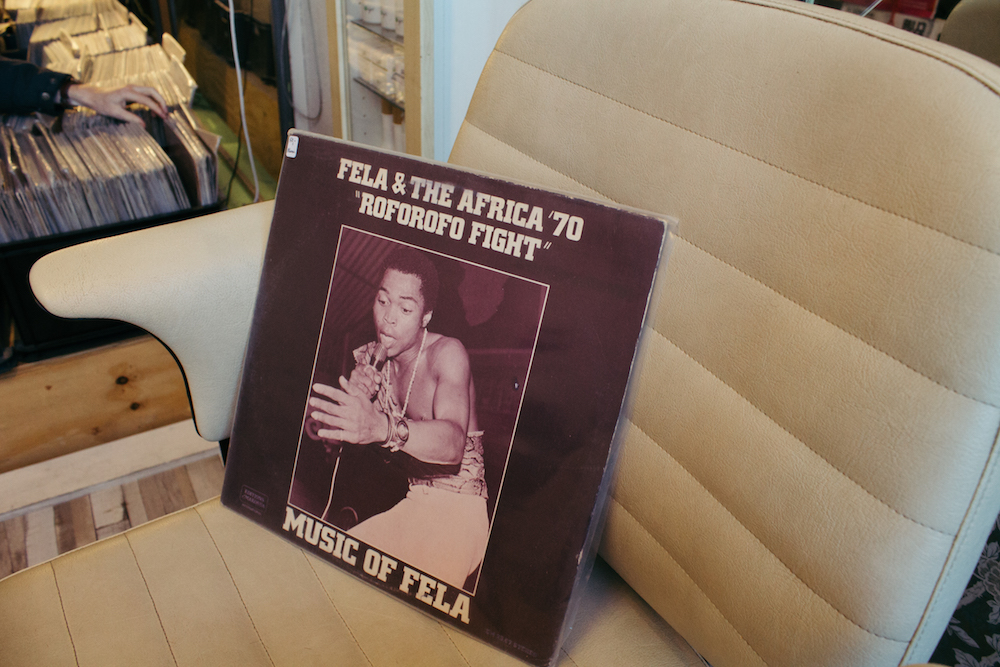 FELA & THE AFRICA '70
"ROFOROFO FIGHT"
MUSIC OF FELA